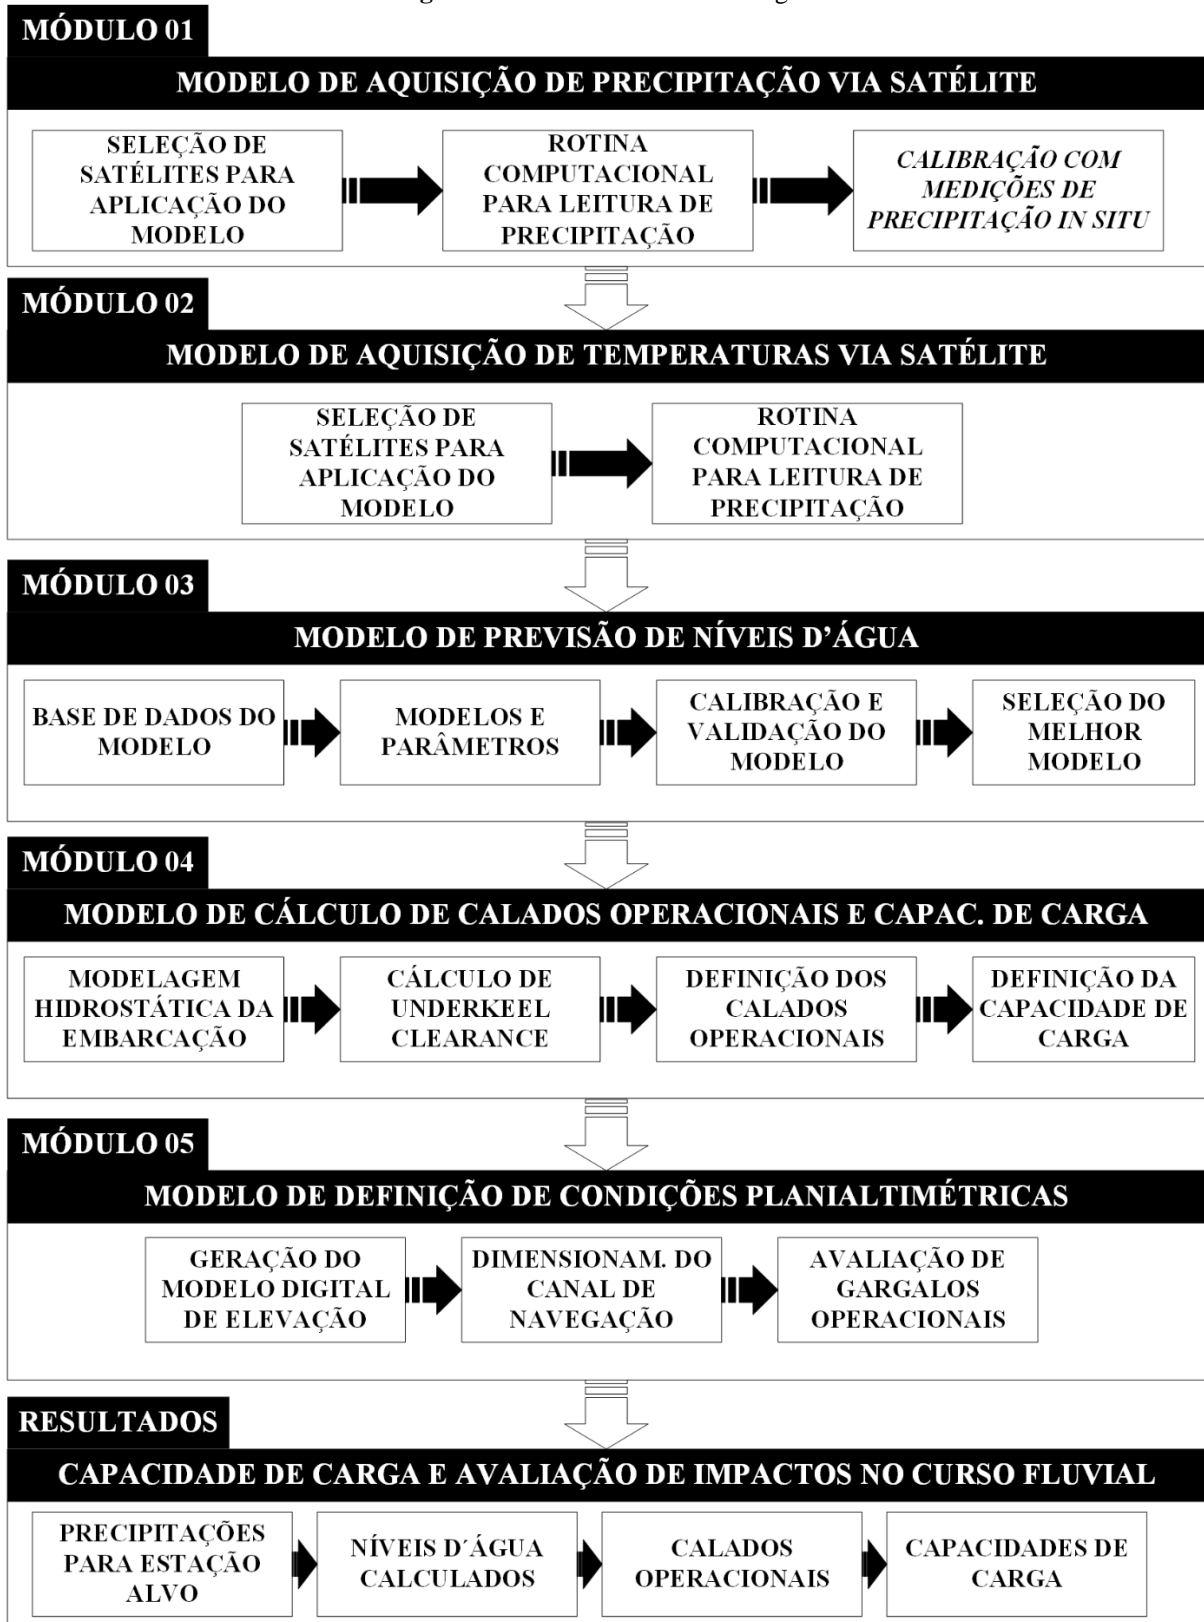 MÓDULO 01
MODELO DE AQUISIÇÃO DE PRECIPITAÇÃO VIA SATÉLITE
SELEÇÃO DE
SATÉLITES PARA
APLICAÇÃO DO
MODELO
ROTINA
COMPUTACIONAL
PARA LEITURA DE
PRECIPITAÇÃO
CALIBRAÇÃO COM
MEDIÇÕES DE
PRECIPITAÇÃO IN SITU
MÓDULO 02
MODELO DE AQUISIÇÃO DE TEMPERATURAS VIA SATÉLITE
SELEÇÃO DE
SATÉLITES PARA
APLICAÇÃO DO
MODELO
ROTINA
COMPUTACIONAL
PARA LEITURA DE
PRECIPITAÇÃO
MÓDULO 03
MODELO DE PREVISÃO DE NÍVEIS D’ÁGUA
BASE DE DADOS DO
MODELO
MODELOS E
PARÂMETROS
CALIBRAÇÃO E
VALIDAÇÃO DO
MODELO
SELEÇÃO DO
MELHOR
MODELO
MÓDULO 04
MODELO DE CÁLCULO DE CALADOS OPERACIONAIS E CAPAC. DE CARGA
MODELAGEM
HIDROSTÁTICA DA
EMBARCAÇÃO
CÁLCULO DE
UNDERKEEL
CLEARANCE
DEFINIÇÃO DOS
CALADOS
OPERACIONAIS
DEFINIÇÃO DA
CAPACIDADE DE
CARGA
MÓDULO 05
MODELO DE DEFINIÇÃO DE CONDIÇÕES PLANIALTIMÉTRICAS
GERAÇÃO DO
MODELO DIGITAL
DE ELEVAÇÃO
DIMENSIONAM. DO
CANAL DE
NAVEGAÇÃO
AVALIAÇÃO DE
GARGALOS
OPERACIONAIS
RESULTADOS
CAPACIDADE DE CARGA E AVALIAÇÃO DE IMPACTOS NO CURSO FLUVIAL
PRECIPITAÇÕES
PARA ESTAÇÃO
ALVO
NÍVEIS D´ÁGUA
CALCULADOS
CALADOS
OPERACIONAIS
CAPACIDADES DE
CARGA